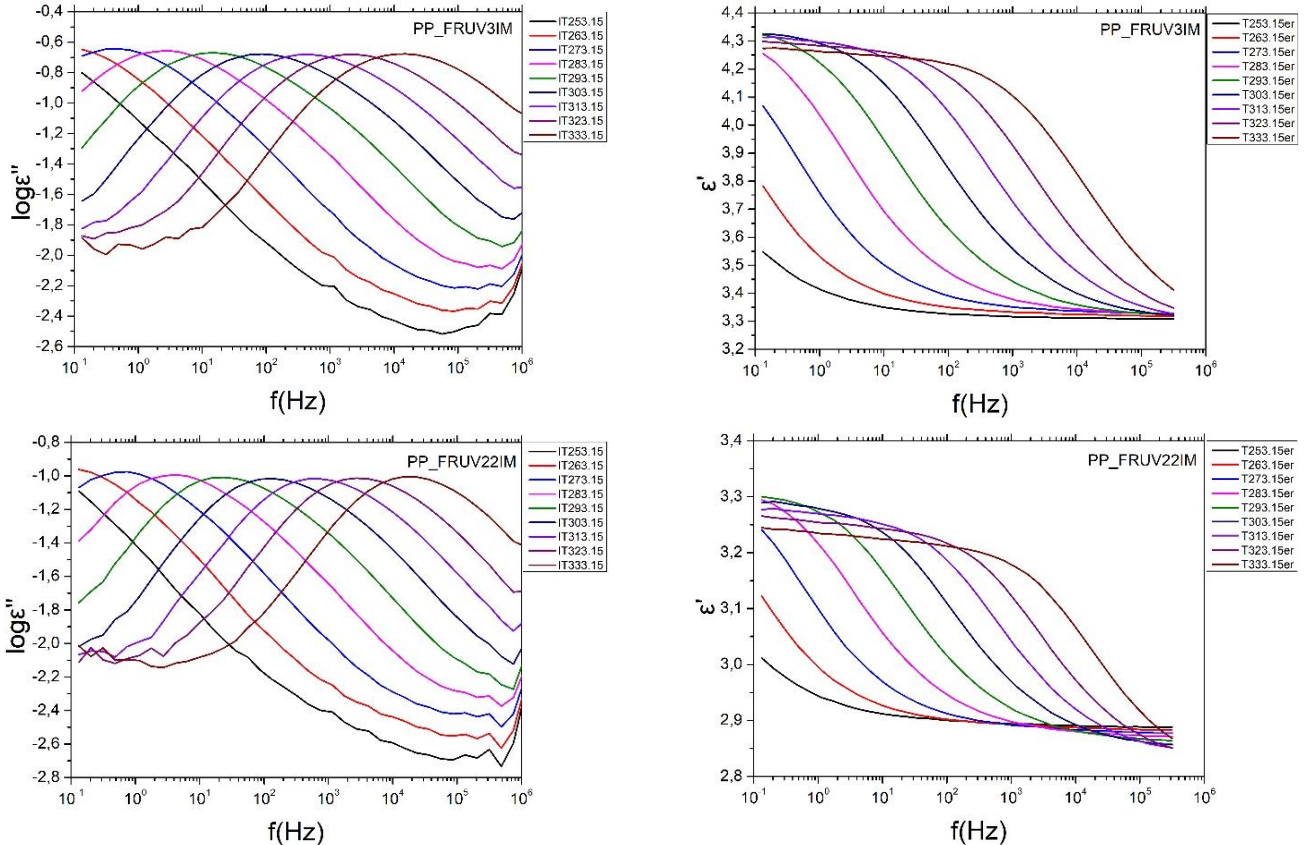 PP_FRUV3IM
-0,4
-0,6
-0,8
-1,0
-1,2
-1,4
-1,6
-1,8
-2,0
-2,2
-2,4
-2,6
logε"
10⁻¹ 10⁰ 10¹ 10² 10³ 10⁴ 10⁵ 10⁶
f(Hz)
IT253.15
IT263.15
IT273.15
IT283.15
IT293.15
IT303.15
IT313.15
IT323.15
IT333.15
PP_FRUV3IM
4,4
4,3
4,2
4,1
4,0
3,9
3,8
3,7
3,6
3,5
3,4
3,3
3,2
ε'
10⁻¹ 10⁰ 10¹ 10² 10³ 10⁴ 10⁵ 10⁶
f(Hz)
T253.15er
T263.15er
T273.15er
T283.15er
T293.15er
T303.15er
T313.15er
T323.15er
T333.15er
PP_FRUV22IM
-0,8
-1,0
-1,2
-1,4
-1,6
-1,8
-2,0
-2,2
-2,4
-2,6
-2,8
logε"
10⁻¹ 10⁰ 10¹ 10² 10³ 10⁴ 10⁵ 10⁶
f(Hz)
IT253.15
IT263.15
IT273.15
IT283.15
IT293.15
IT303.15
IT313.15
IT323.15
IT333.15
PP_FRUV22IM
3,4
3,3
3,2
3,1
3,0
2,9
2,8
ε'
10⁻¹ 10⁰ 10¹ 10² 10³ 10⁴ 10⁵ 10⁶
f(Hz)
T253.15er
T263.15er
T273.15er
T283.15er
T293.15er
T303.15er
T313.15er
T323.15er
T333.15er